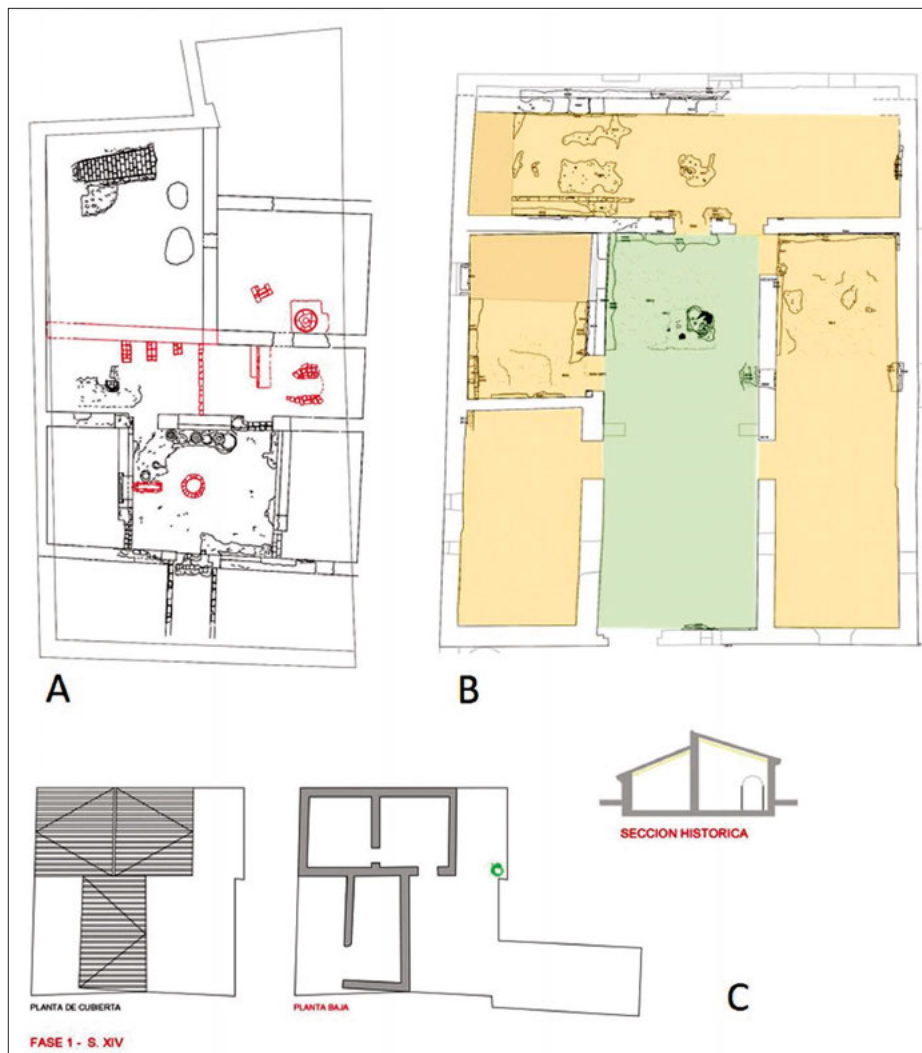 A
B
SECCION HISTORICA
PLANTA DE CUBIERTA
PLANTA BAJA
C
FASE 1 - S. XIV